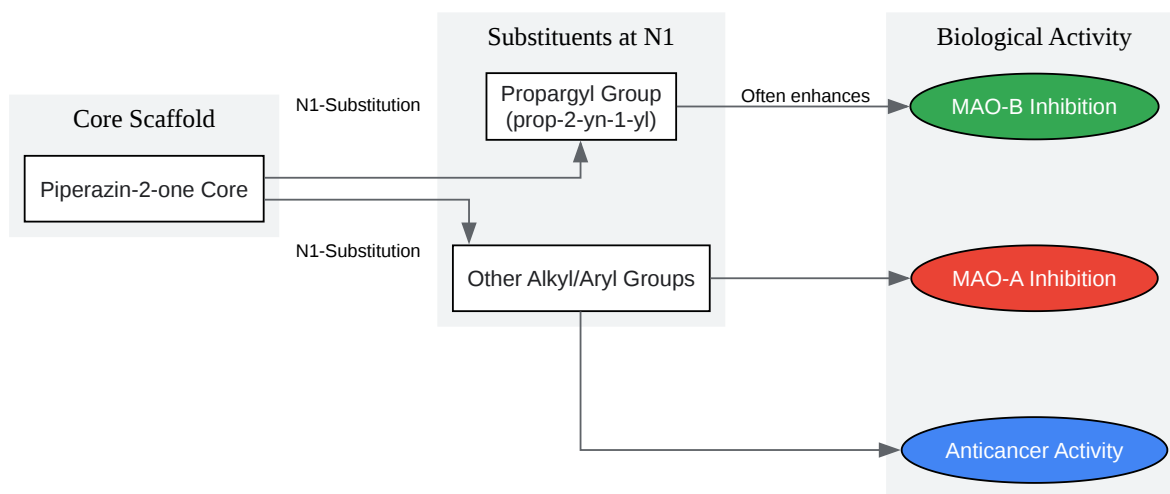 Core Scaffold
Piperazin-2-one Core
N1-Substitution
N1-Substitution
Substituents at N1
Propargyl Group
(prop-2-yn-1-yl)
Other Alkyl/Aryl Groups
Often enhances
Biological Activity
MAO-B Inhibition
MAO-A Inhibition
Anticancer Activity